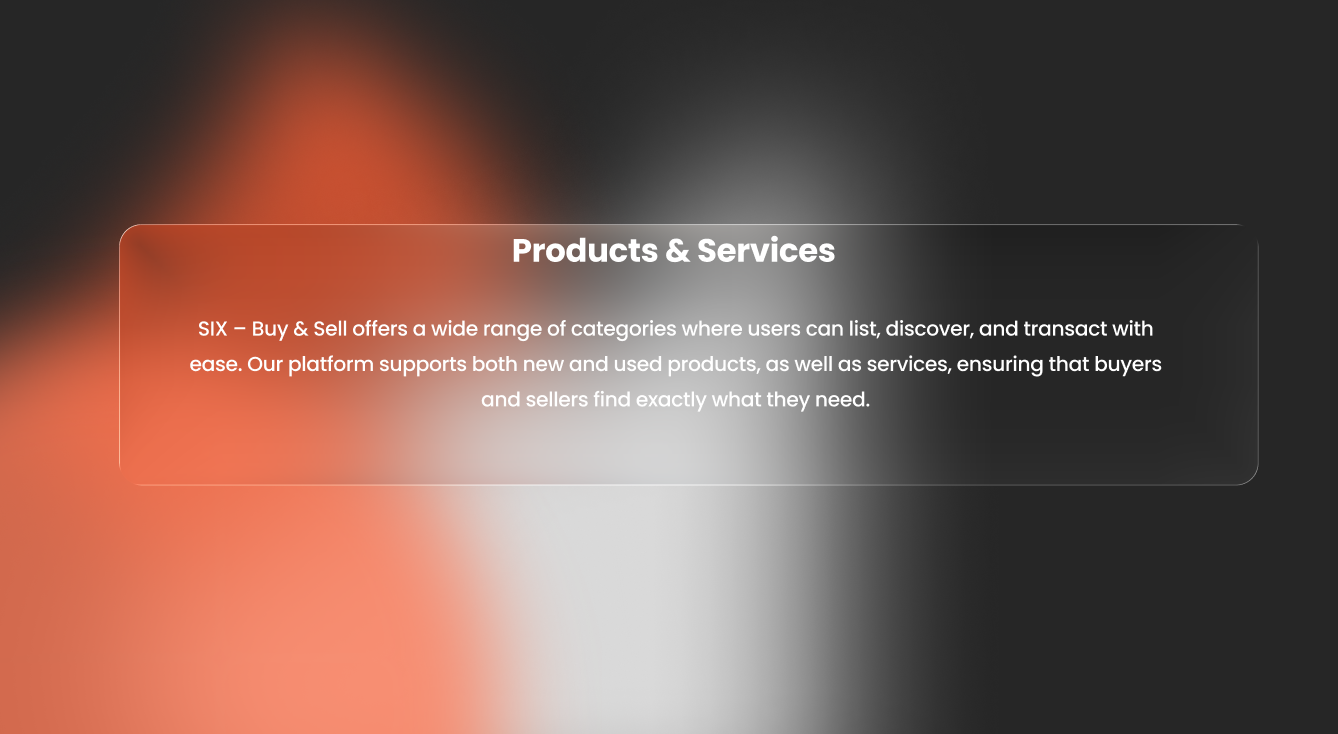 Products & Services
SIX – Buy & Sell offers a wide range of categories where users can list, discover, and transact with
ease. Our platform supports both new and used products, as well as services, ensuring that buyers
and sellers find exactly what they need.